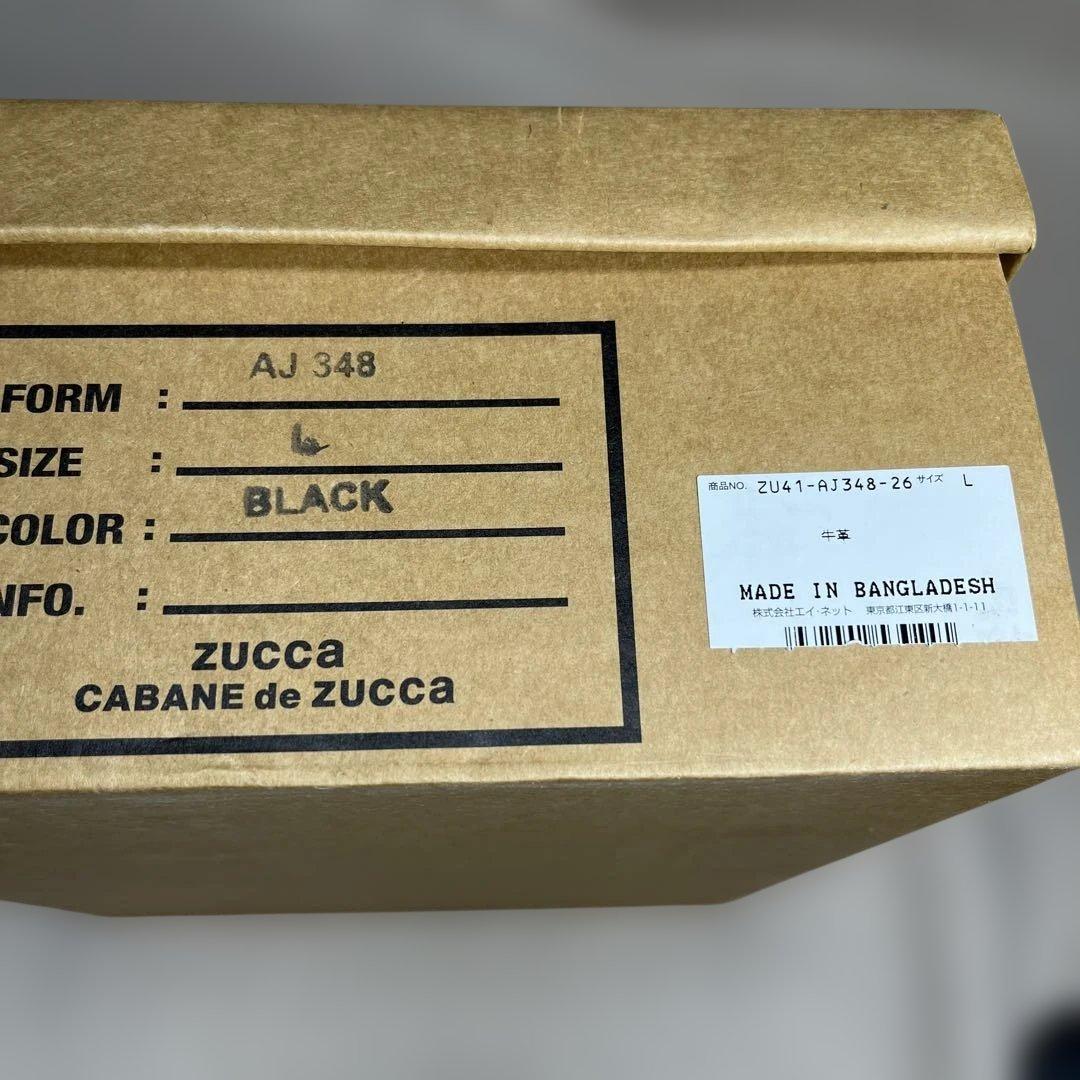 FORM : AJ 348
SIZE :
COLOR : BLACK
NFO. :
zucca
CABANE de zucca
商品NO. ZU41-AJ348-26 サイズ L
牛革
MADE IN BANGLADESH
株式会社エイ・ネット 東京都江東区新大橋1-1-11